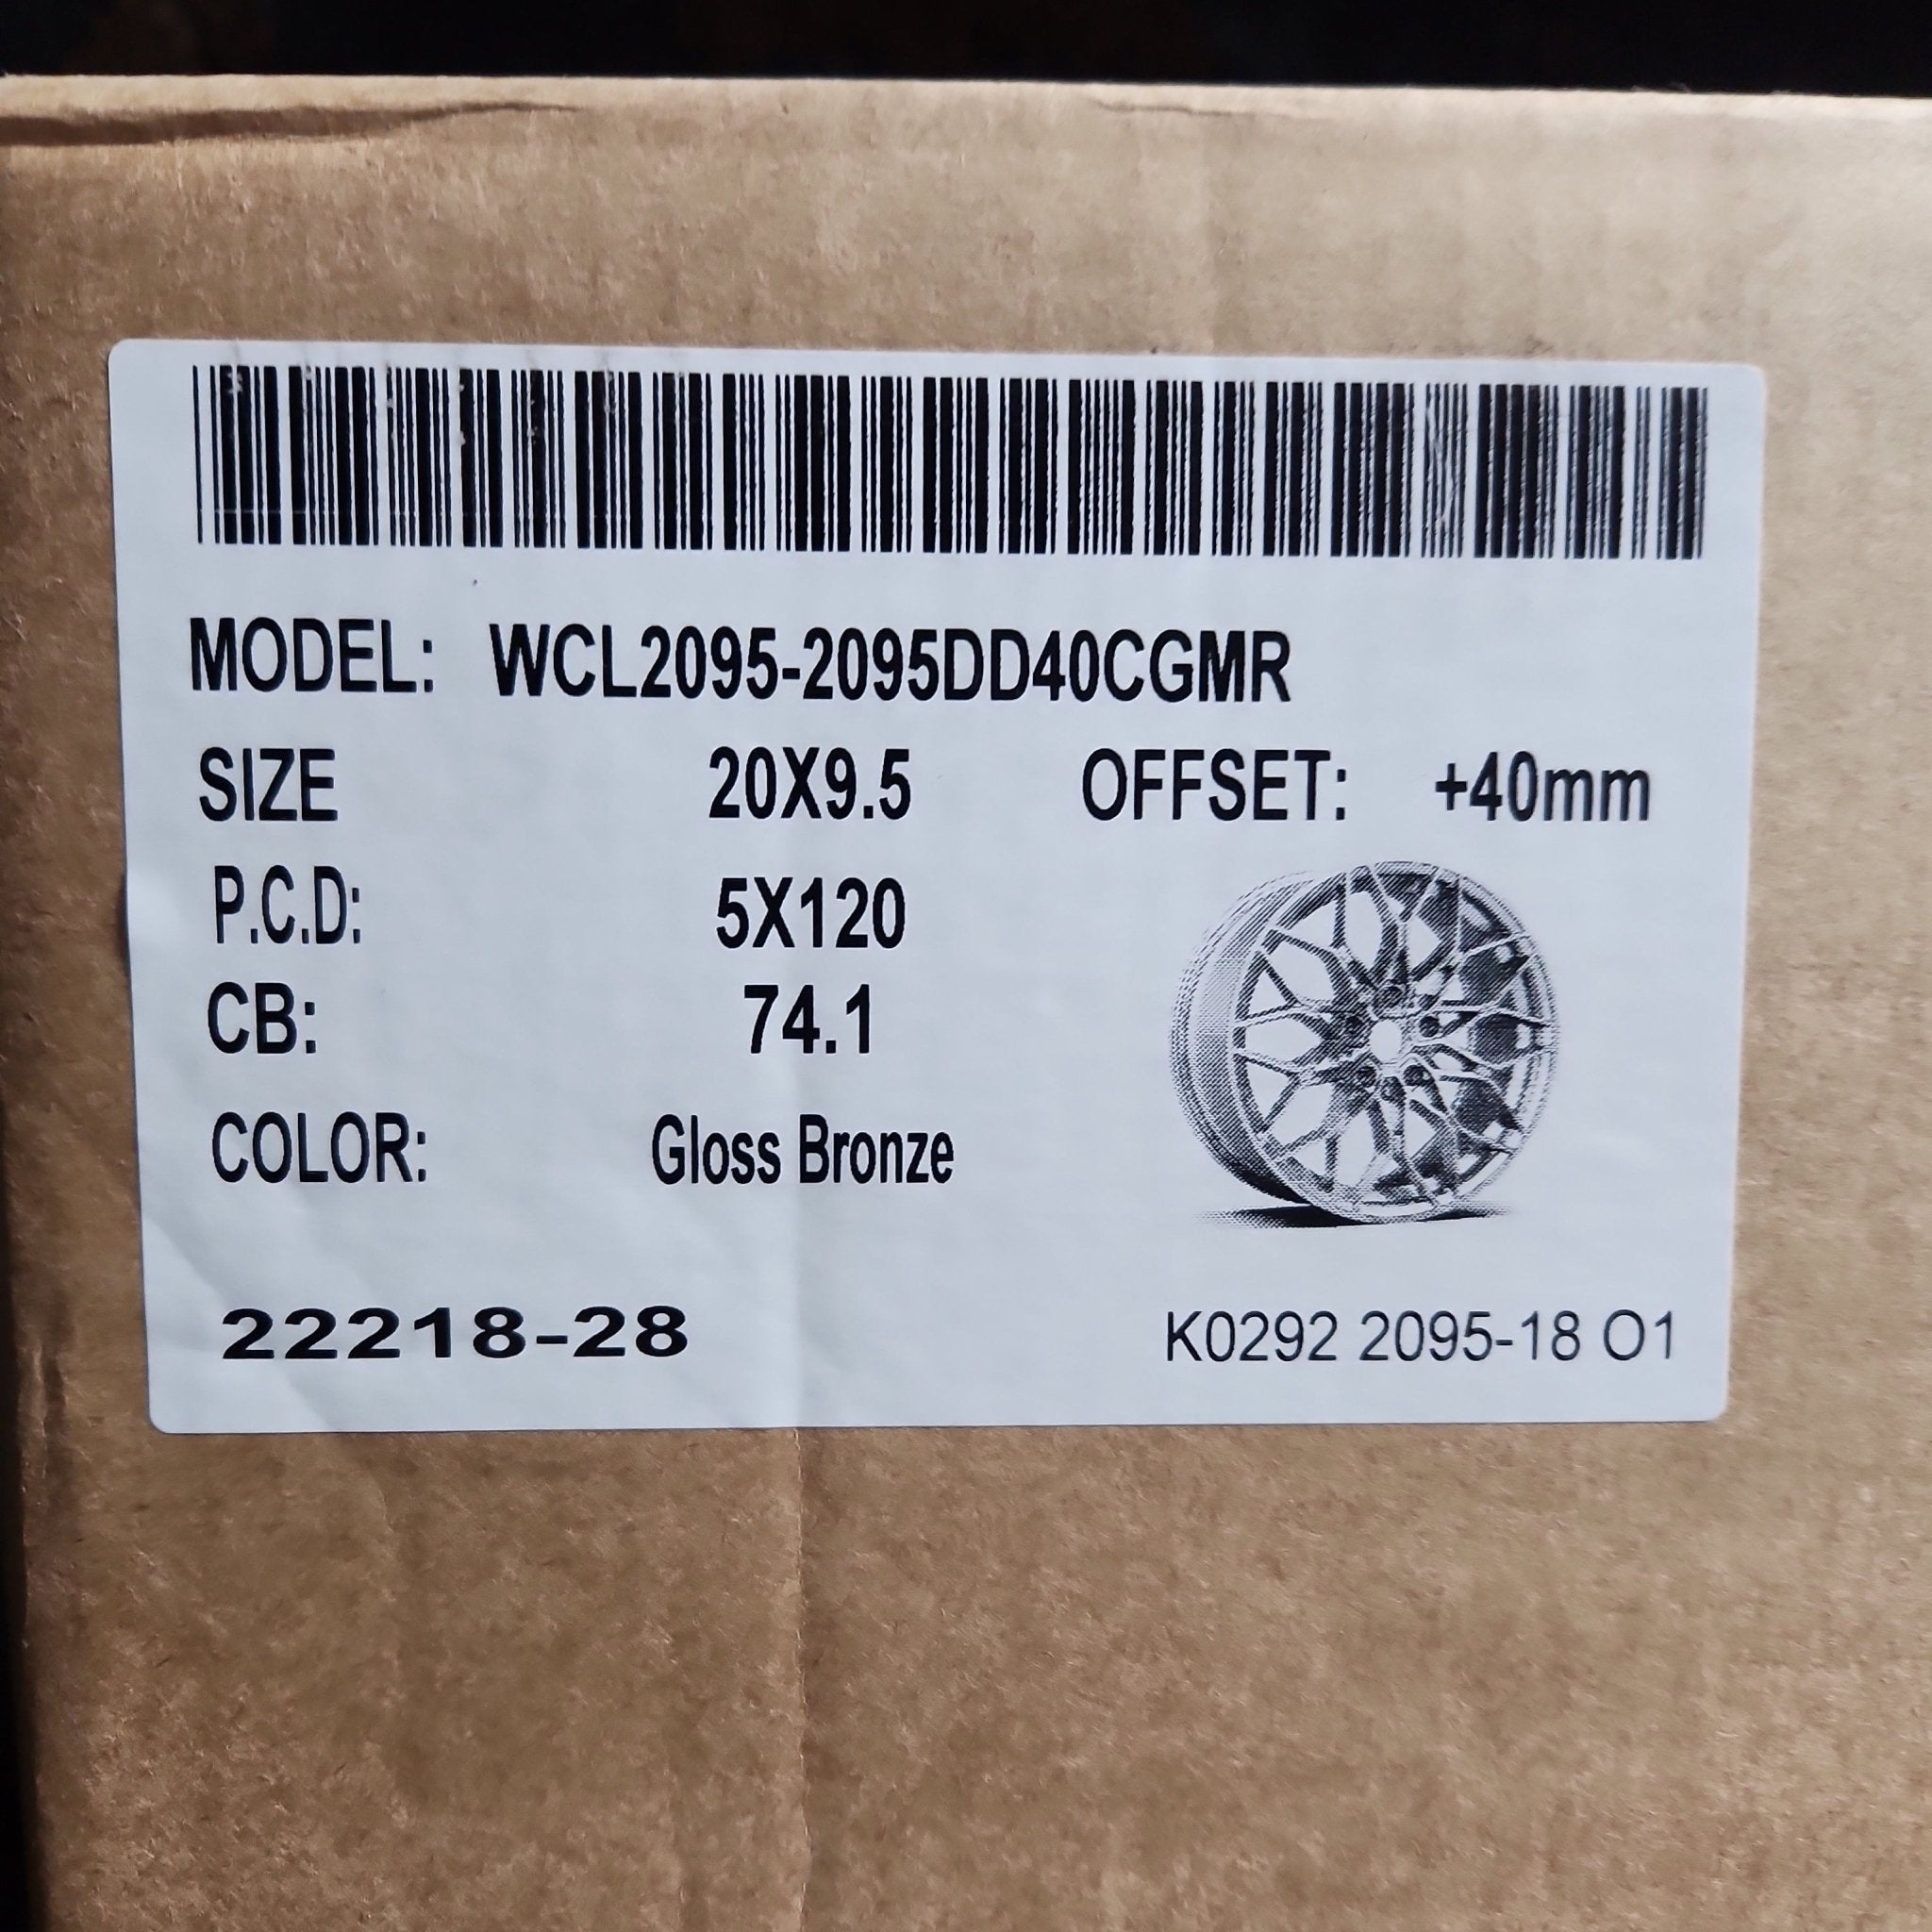 MODEL: WCL2095-2095DD40CGMR
SIZE 20X9.5 OFFSET: +40mm
P.C.D: 5X120
CB: 74.1
COLOR: Gloss Bronze
22218-28 K0292 2095-18 O1